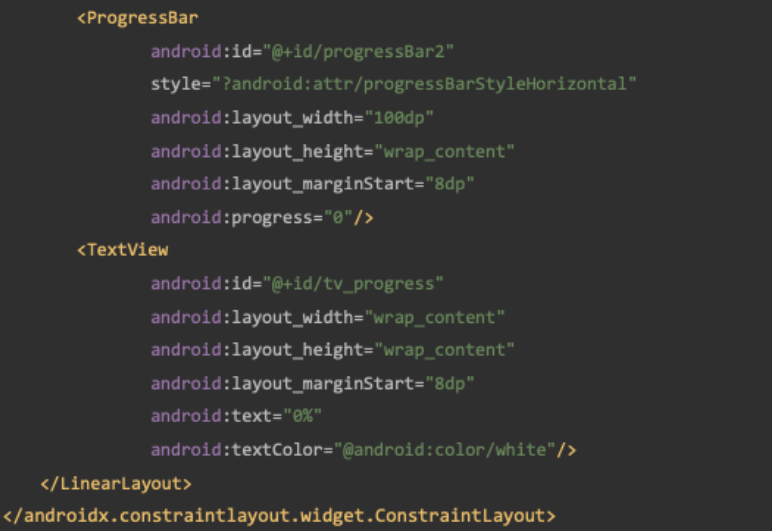 <ProgressBar
android:id="@+id/progressBar2"
style="?android:attr/progressBarStyleHorizontal"
android:layout_width="100dp"
android:layout_height="wrap_content"
android:layout_marginStart="8dp"
android:progress="0"/>
<TextView
android:id="@+id/tv_progress"
android:layout_width="wrap_content"
android:layout_height="wrap_content"
android:layout_marginStart="8dp"
android:text="0%"
android:textColor="@android:color/white"/>
</LinearLayout>
</androidx.constraintlayout.widget.ConstraintLayout>